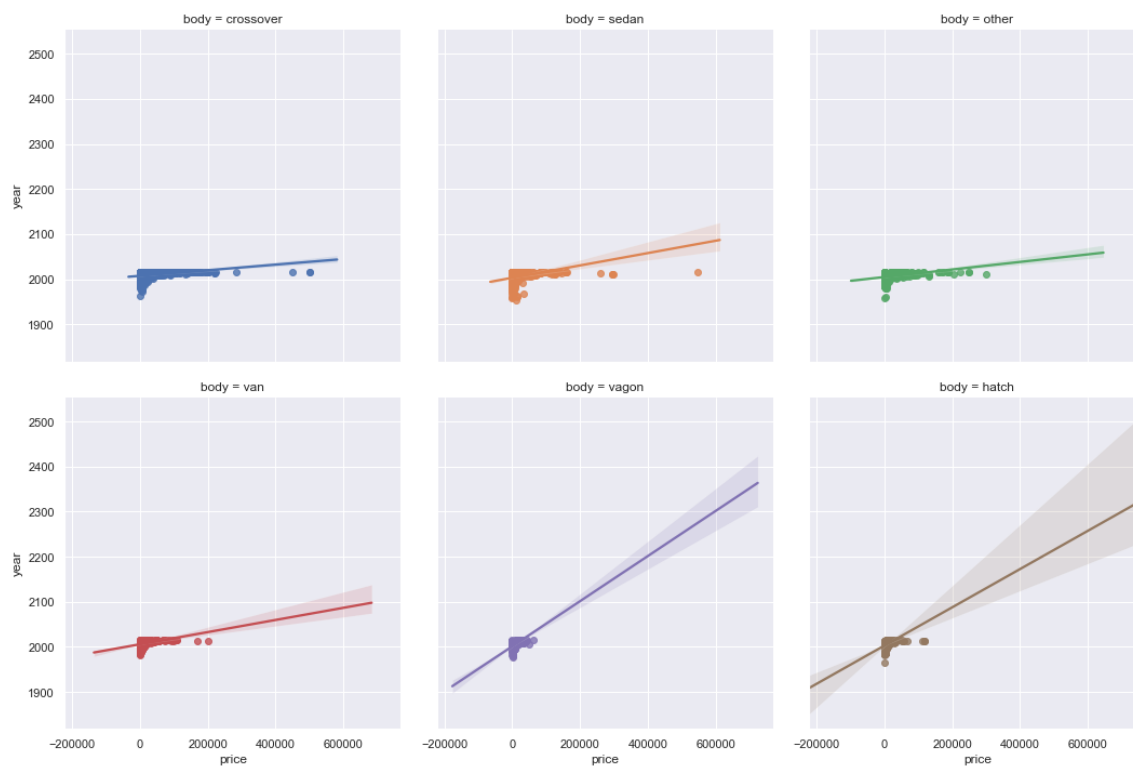 body = crossover
body = sedan
body = other
2500
2400
2300
2200
2100
2000
1900
year
body = van
body = vagon
body = hatch
2500
2400
2300
2200
2100
2000
1900
year
−200000 0 200000 400000 600000
−200000 0 200000 400000 600000
−200000 0 200000 400000 600000
price
price
price